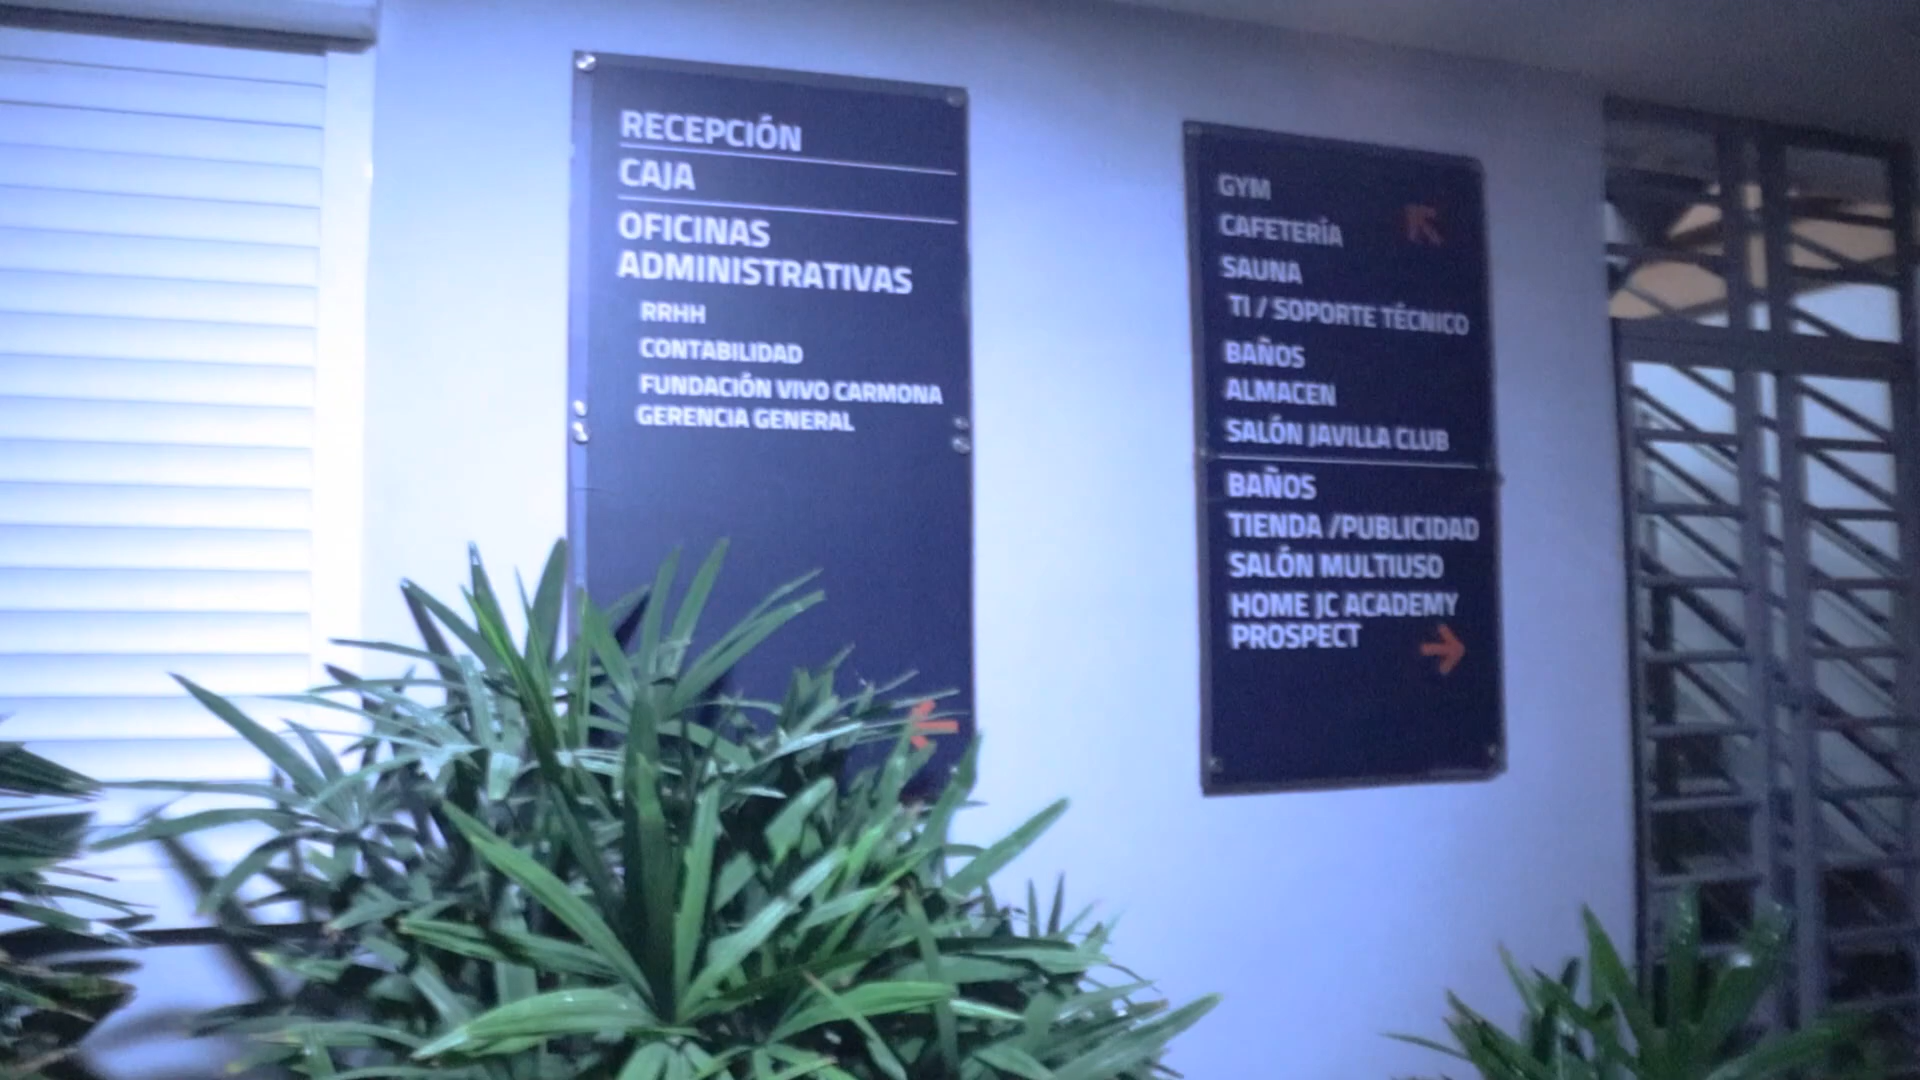 RECEPCIÓN
CAJA
OFICINAS
ADMINISTRATIVAS
RRHH
CONTABILIDAD
FUNDACIÓN VIVO CARMONA
GERENCIA GENERAL
GYM
CAFETERÍA
SAUNA
TI / SOPORTE TÉCNICO
BAÑOS
ALMACEN
SALÓN JAVILLA CLUB
BAÑOS
TIENDA /PUBLICIDAD
SALÓN MULTIUSO
HOME JC ACADEMY
PROSPECT